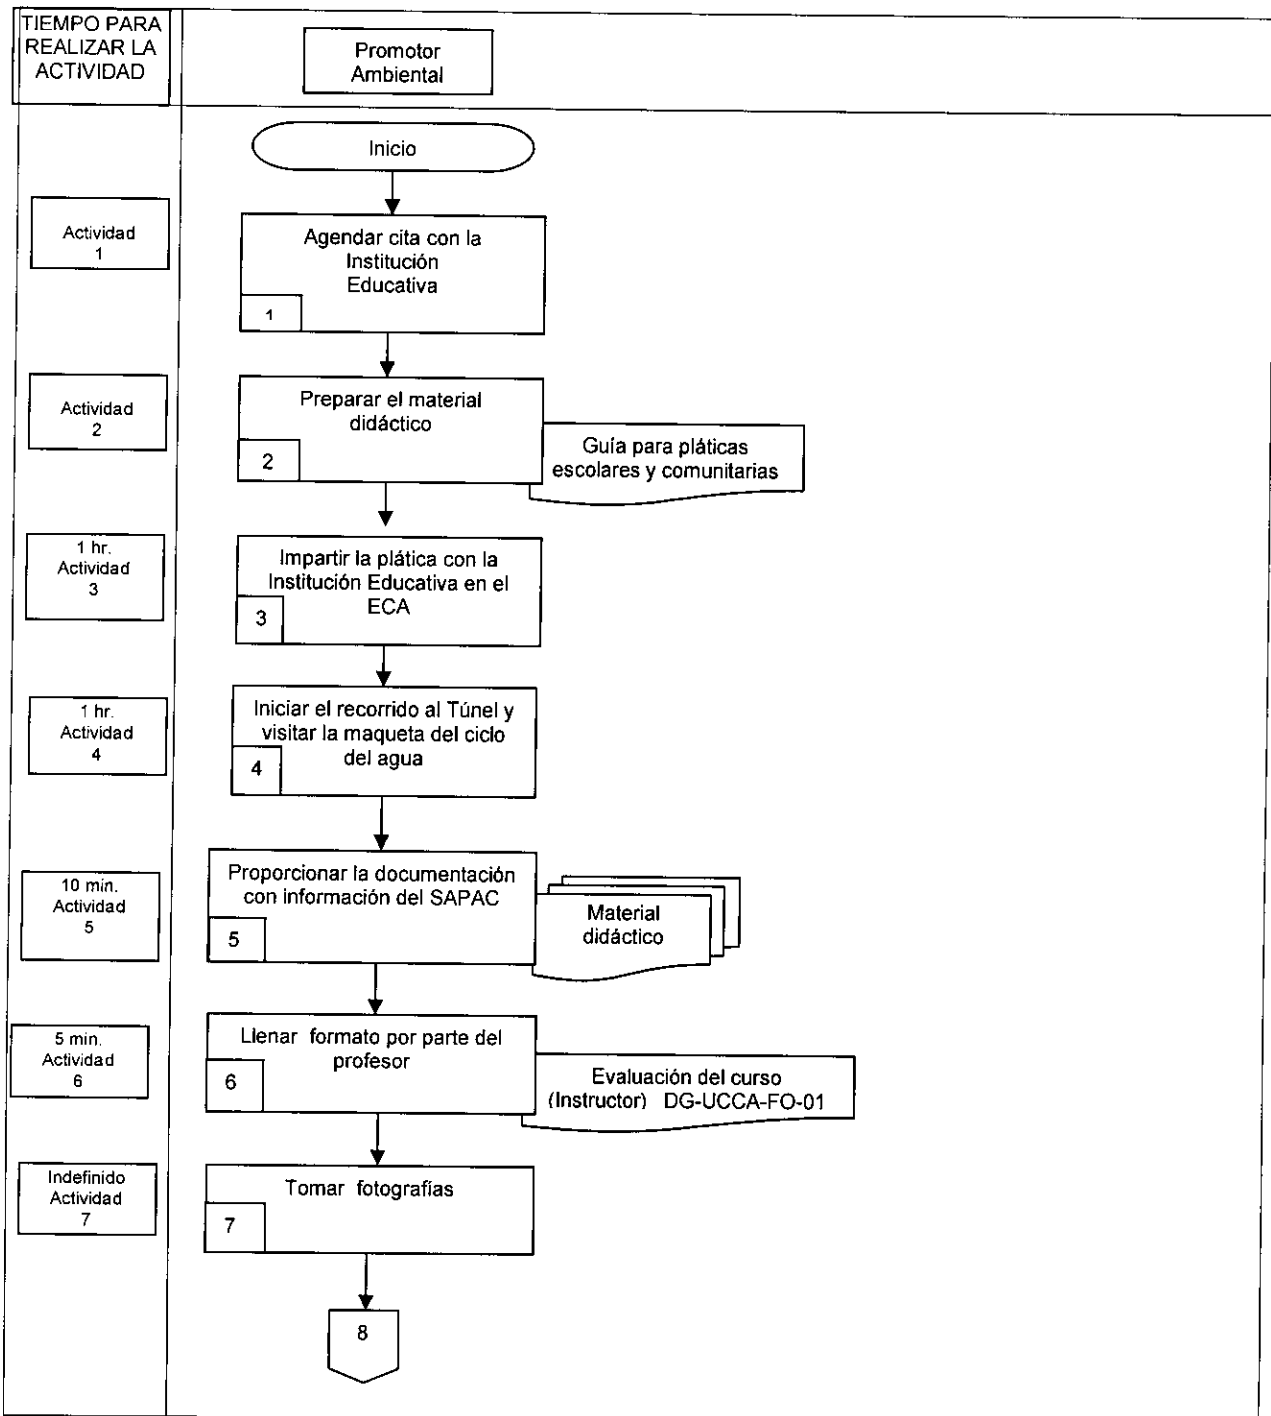 TIEMPO PARA
REALIZAR LA
ACTIVIDAD
Promotor
Ambiental
Inicio
Actividad
1
Agendar cita con la
Institución
Educativa
1
Actividad
2
Preparar el material
didáctico
2
Guía para pláticas
escolares y comunitarias
1 hr.
Actividad
3
Impartir la plática con la
Institución Educativa en el
ECA
3
1 hr.
Actividad
4
Iniciar el recorrido al Túnel y
visitar la maqueta del ciclo
del agua
4
10 min.
Actividad
5
Proporcionar la documentación
con información del SAPAC
5
Material
didáctico
5 min.
Actividad
6
Llenar formato por parte del
profesor
6
Evaluación del curso
(Instructor) DG-UCCA-FO-01
Indefinido
Actividad
7
Tomar fotografías
7
8